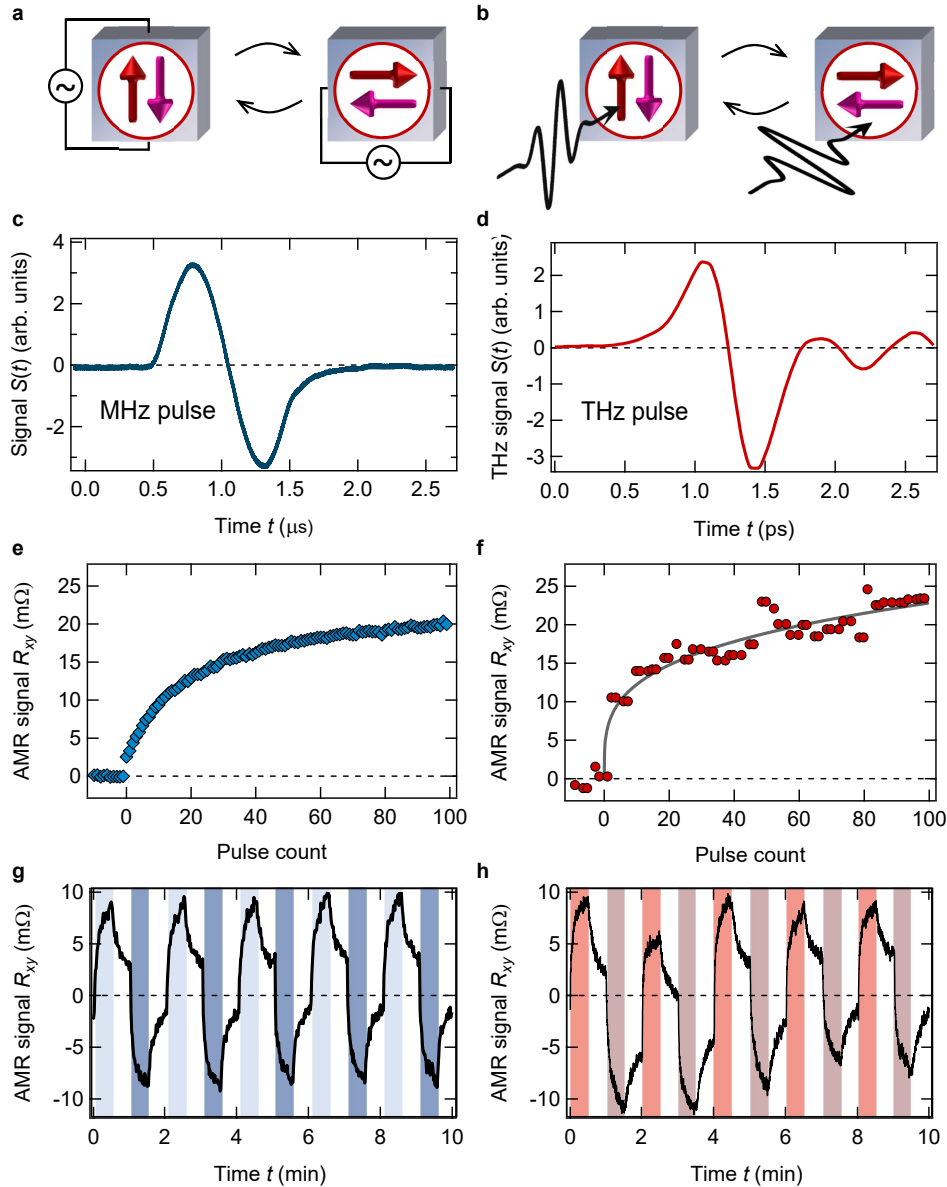 a
b
~
~
c
d
Signal S(t) (arb. units)
4
2
0
-2
MHz pulse
0.0 0.5 1.0 1.5 2.0 2.5
Time t (μs)
THz signal S(t) (arb. units)
2
1
0
-1
-2
-3
THz pulse
0.0 0.5 1.0 1.5 2.0 2.5
Time t (ps)
e
f
AMR signal Rxy (mΩ)
25
20
15
10
5
0
0 20 40 60 80 100
Pulse count
AMR signal Rxy (mΩ)
25
20
15
10
5
0
0 20 40 60 80 100
Pulse count
g
h
AMR signal Rxy (mΩ)
10
5
0
-5
-10
0 2 4 6 8 10
Time t (min)
AMR signal Rxy (mΩ)
10
5
0
-5
-10
0 2 4 6 8 10
Time t (min)